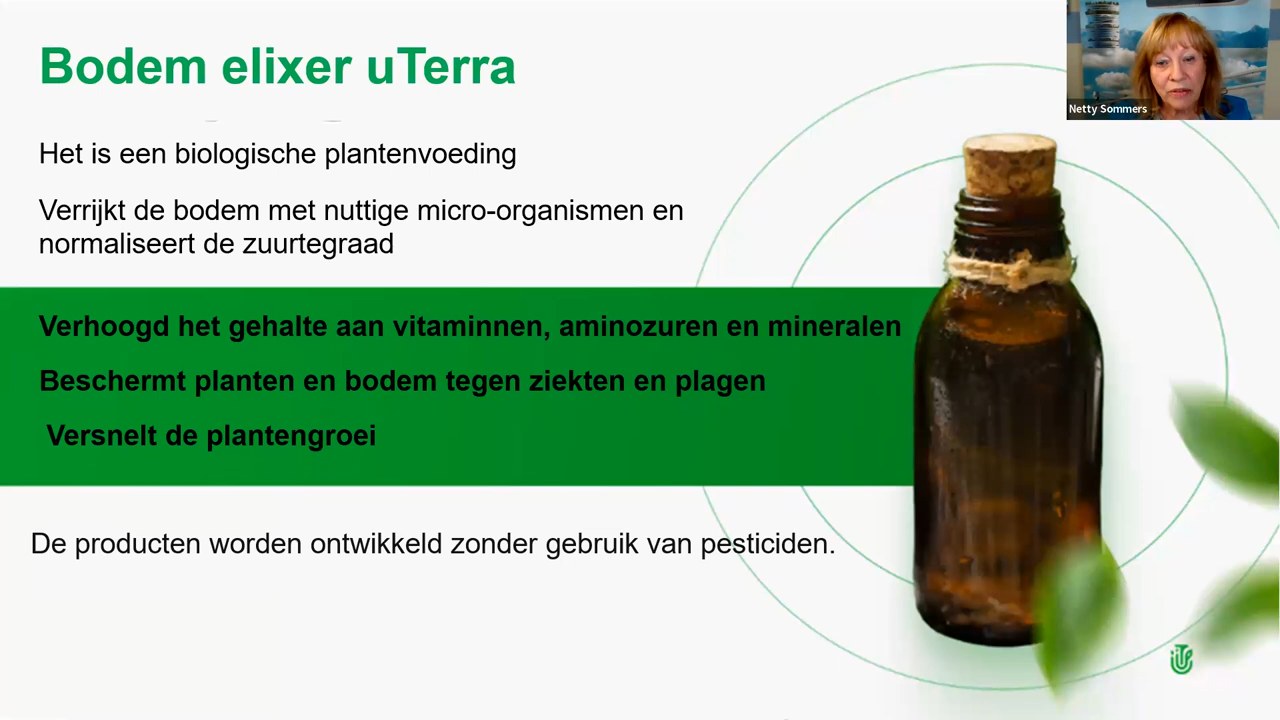 Bodem elixer uTerra
Netty Sommers
Het is een biologische plantenvoeding
Verrijkt de bodem met nuttige micro-organismen en
normaliseert de zuurtegraad
Verhoogd het gehalte aan vitaminnen, aminozuren en mineralen
Beschermt planten en bodem tegen ziekten en plagen
Versnelt de plantengroei
De producten worden ontwikkeld zonder gebruik van pesticiden.